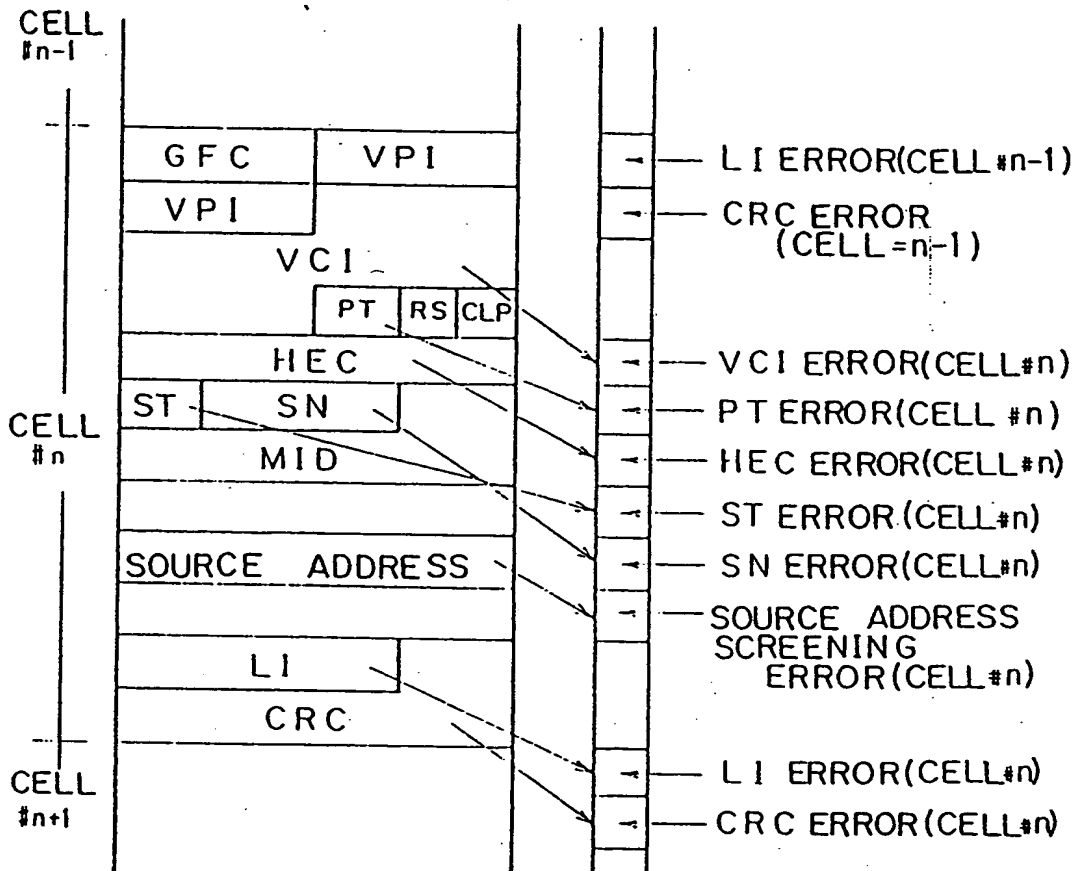 CELL
#n-1
GFC VPI
VPI
VCI
PT RS CLP
HEC
ST SN
MID
SOURCE ADDRESS
LI
CRC
CELL
#n
CELL
#n+1
LI ERROR(CELL#n-1)
CRC ERROR
(CELL=n-1)
VCI ERROR(CELL#n)
PT ERROR(CELL #n)
HEC ERROR(CELL#n)
ST ERROR(CELL#n)
SN ERROR(CELL#n)
SOURCE ADDRESS
SCREENING
ERROR(CELL#n)
LI ERROR(CELL#n)
CRC ERROR(CELL#n)